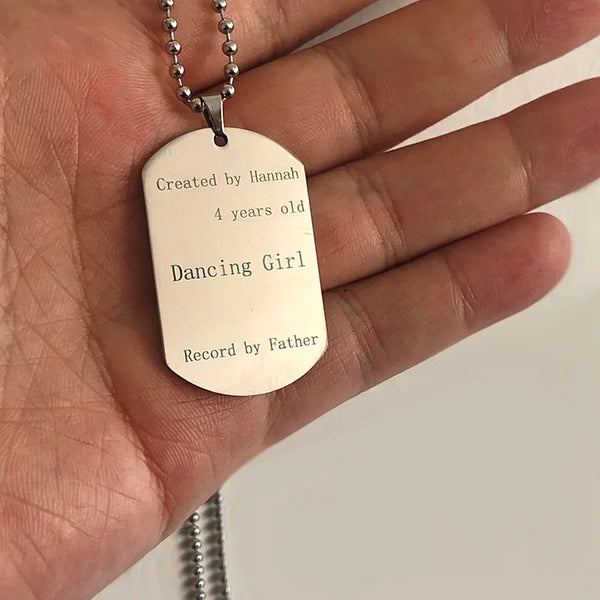 Created by Hannah
4 years old
Dancing Girl
Record by Father